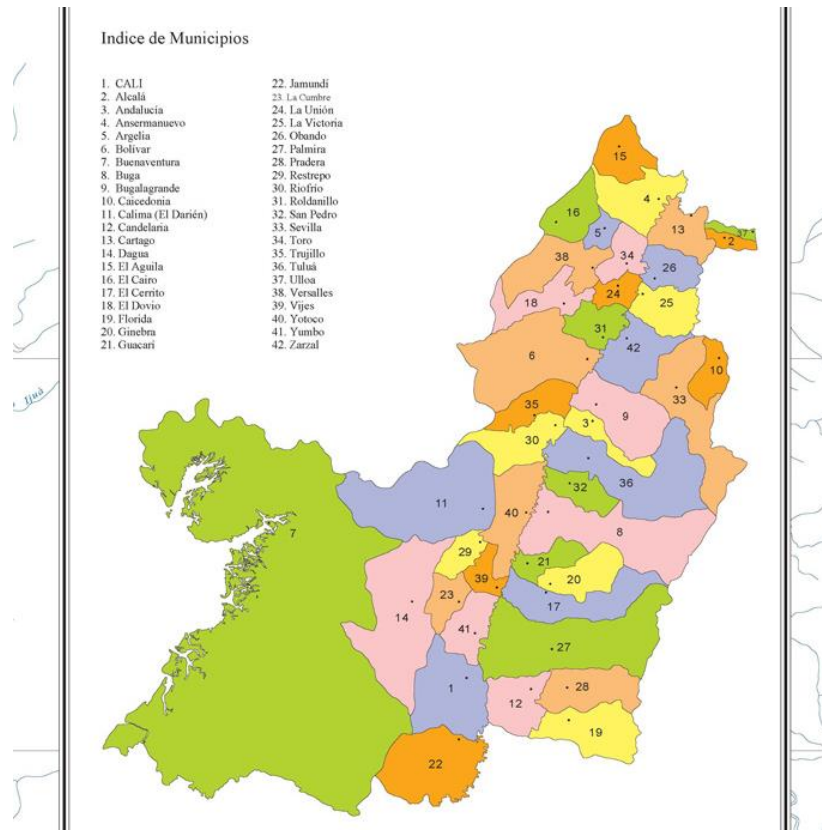 Indice de Municipios
1. CALI
2. Alcalá
3. Andalucía
4. Ansermanuevo
5. Argelia
6. Bolívar
7. Buenaventura
8. Buga
9. Bugalagrande
10. Caicedonia
11. Calima (El Darién)
12. Candelaria
13. Cartago
14. Dagua
15. El Aguila
16. El Cairo
17. El Cerrito
18. El Dovio
19. Florida
20. Ginebra
21. Guacarí
22. Jamundí
23. La Cumbre
24. La Unión
25. La Victoria
26. Obando
27. Palmira
28. Pradera
29. Restrepo
30. Riofrío
31. Roldanillo
32. San Pedro
33. Sevilla
34. Toro
35. Trujillo
36. Tuluá
37. Ulloa
38. Versalles
39. Vijes
40. Yotoco
41. Yumbo
42. Zarzal
15
4
16
5
13
37
2
38
34
26
18
24
25
31
42
6
10
33
35
9
3
30
36
32
11
40
7
8
29
21
39
20
23
17
14
41
27
1
12
28
19
22